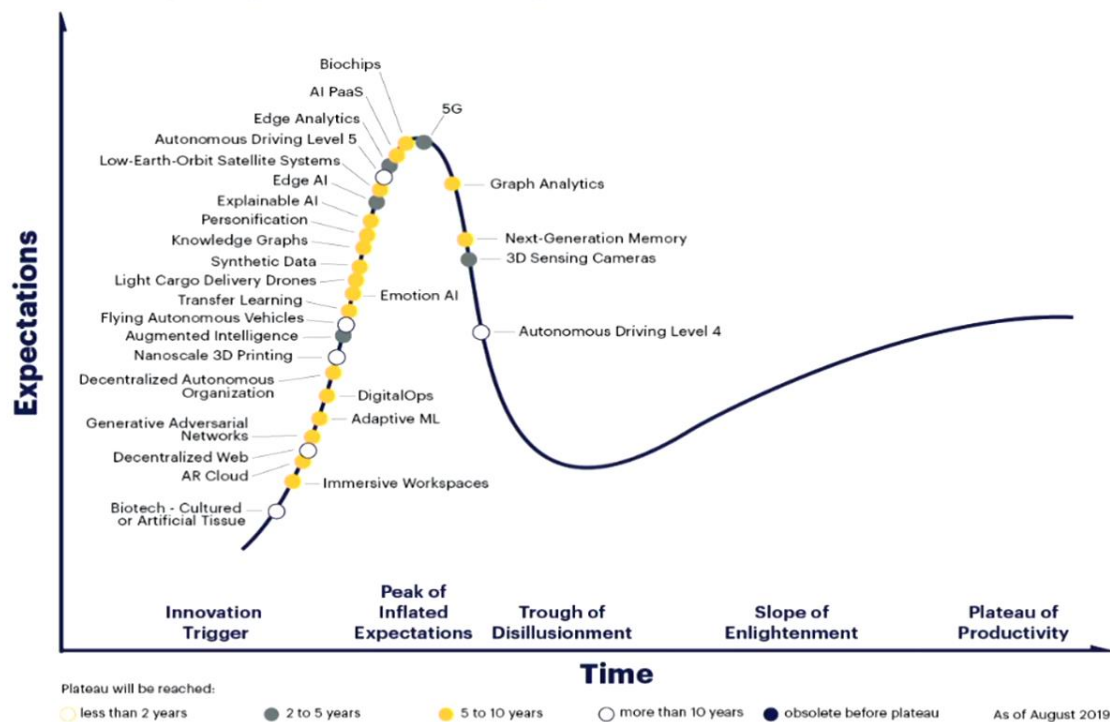 Biochips
AI PaaS
5G
Edge Analytics
Autonomous Driving Level 5
Low-Earth-Orbit Satellite Systems
Edge AI
Graph Analytics
Explainable AI
Personification
Knowledge Graphs
Next-Generation Memory
3D Sensing Cameras
Synthetic Data
Light Cargo Delivery Drones
Emotion AI
Transfer Learning
Flying Autonomous Vehicles
Autonomous Driving Level 4
Augmented Intelligence
Nanoscale 3D Printing
Decentralized Autonomous
Organization
DigitalOps
Adaptive ML
Generative Adversarial
Networks
Decentralized Web
AR Cloud
Immersive Workspaces
Biotech - Cultured
or Artificial Tissue
Expectations
Innovation
Trigger
Peak of
Inflated
Expectations
Trough of
Disillusionment
Slope of
Enlightenment
Plateau of
Productivity
Time
Plateau will be reached:
less than 2 years
2 to 5 years
5 to 10 years
more than 10 years
obsolete before plateau
As of August 2019